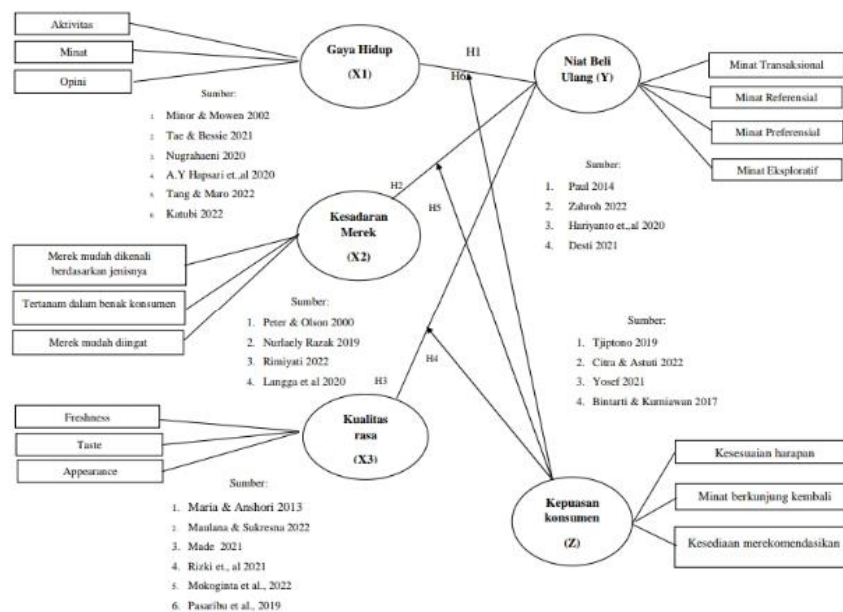 Aktivitas
Minat
Opini
Gaya Hidup
(X1)
H1
H6
Niat Beli
Ulang (Y)
Minat Transaksional
Minat Referensial
Minat Preferensial
Minat Eksploratif
Sumber:
1. Minor & Mowen 2002
2. Tae & Bessie 2021
3. Nugrahaeni 2020
4. A.Y Hapsari et.,al 2020
5. Tang & Maro 2022
6. Katubi 2022
Sumber:
1. Paul 2014
2. Zahroh 2022
3. Hariyanto et.,al 2020
4. Desti 2021
H2
H5
Kesadaran
Merek
(X2)
Merek mudah dikenali
berdasarkan jenisnya
Tertanam dalam benak konsumen
Merek mudah diingat
Sumber:
1. Peter & Olson 2000
2. Nurlaely Razak 2019
3. Rimiyati 2022
4. Langga et al 2020
Sumber:
1. Tjiptono 2019
2. Citra & Astuti 2022
3. Yosef 2021
4. Bintarti & Kurniawan 2017
H4
H3
Freshness
Taste
Appearance
Kualitas
rasa
(X3)
Sumber:
1. Maria & Anshori 2013
2. Maulana & Sukresna 2022
3. Made 2021
4. Rizki et., al 2021
5. Mokoginta et al., 2022
6. Pasaribu et al., 2019
Kepuasan
konsumen
(Z)
Kesesuaian harapan
Minat berkunjung kembali
Kesediaan merekomendasikan